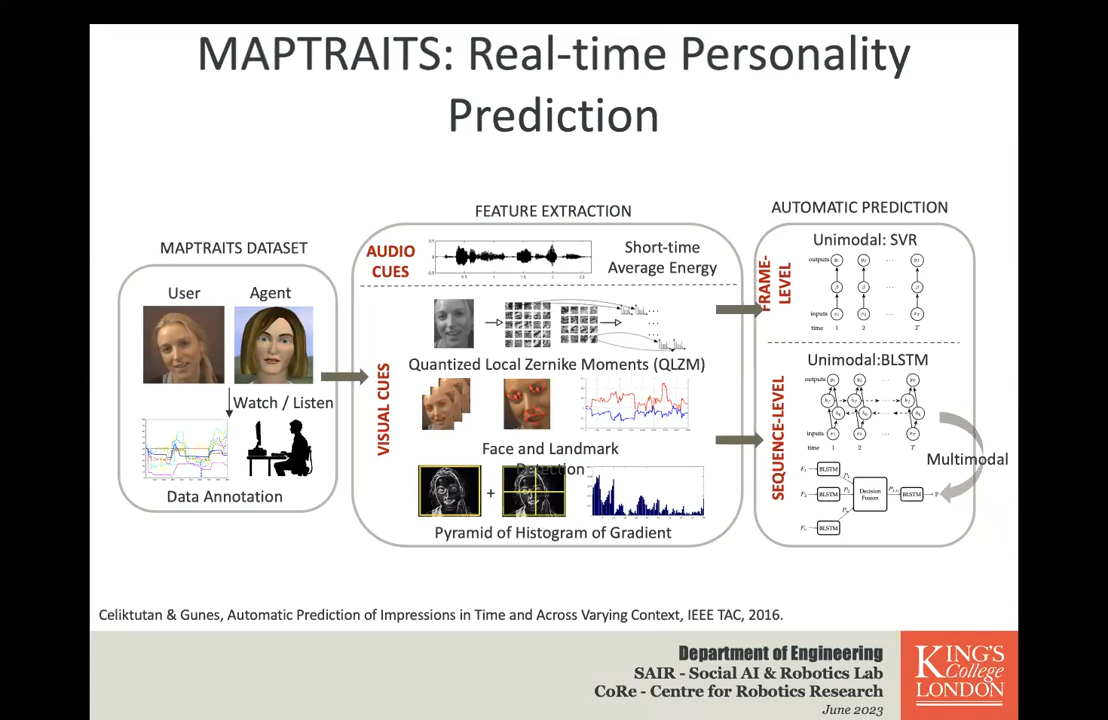 MAPTRAITS: Real-time Personality
Prediction
MAPTRAITS DATASET
User
Agent
Watch / Listen
Data Annotation
FEATURE EXTRACTION
AUDIO
CUES
Short-time
Average Energy
VISUAL CUES
Quantized Local Zernike Moments (QLZM)
Face and Landmark
Detection
+
Pyramid of Histogram of Gradient
AUTOMATIC PREDICTION
FRAME-
LEVEL
Unimodal: SVR
outputs
inputs
time 1 2 ... T
SEQUENCE-LEVEL
Unimodal:BLSTM
outputs
inputs
time 1 2 ... T
Multimodal
BLSTM
BLSTM
Decision
Fusion
BLSTM
BLSTM
Celiktutan & Gunes, Automatic Prediction of Impressions in Time and Across Varying Context, IEEE TAC, 2016.
Department of Engineering
SAIR - Social AI & Robotics Lab
CoRe - Centre for Robotics Research
June 2023
KING'S
College
LONDON